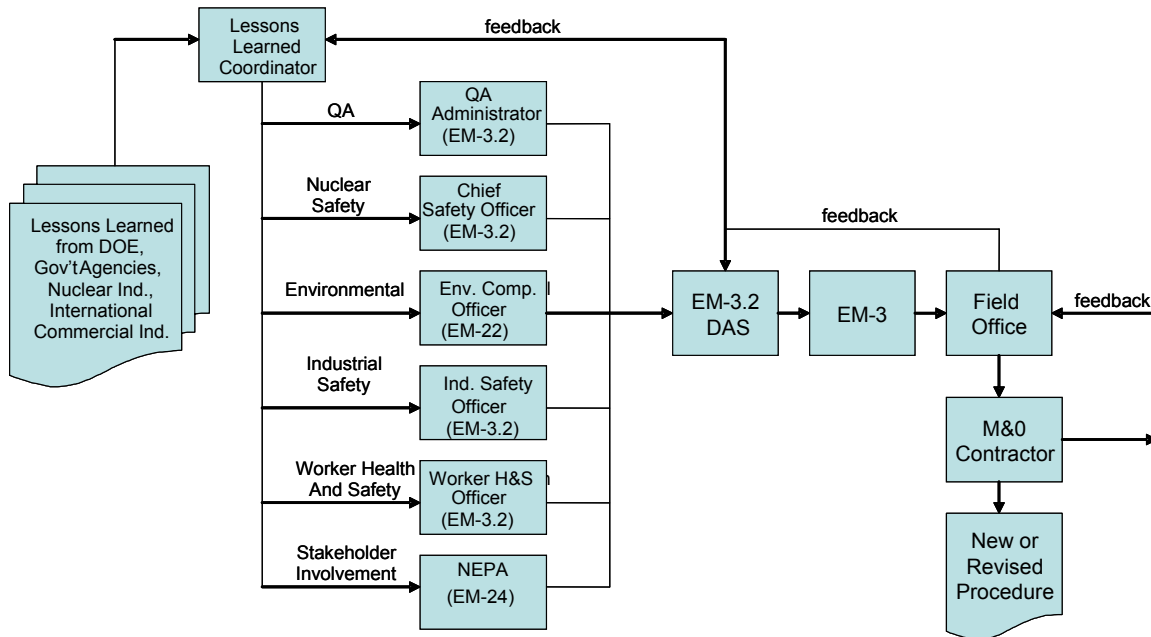 Lessons
Learned
Coordinator
feedback
QA
QA
Administrator
(EM-3.2)
Nuclear
Safety
Chief
Safety Officer
(EM-3.2)
Lessons Learned
from DOE,
Gov'tAgencies,
Nuclear Ind.,
International
Commercial Ind.
Environmental
Env. Comp.
Officer
(EM-22)
Industrial
Safety
Ind. Safety
Officer
(EM-3.2)
Worker Health
And Safety
Worker H&S
Officer
(EM-3.2)
Stakeholder
Involvement
NEPA
(EM-24)
feedback
EM-3.2
DAS
EM-3
Field
Office
feedback
M&0
Contractor
New or
Revised
Procedure